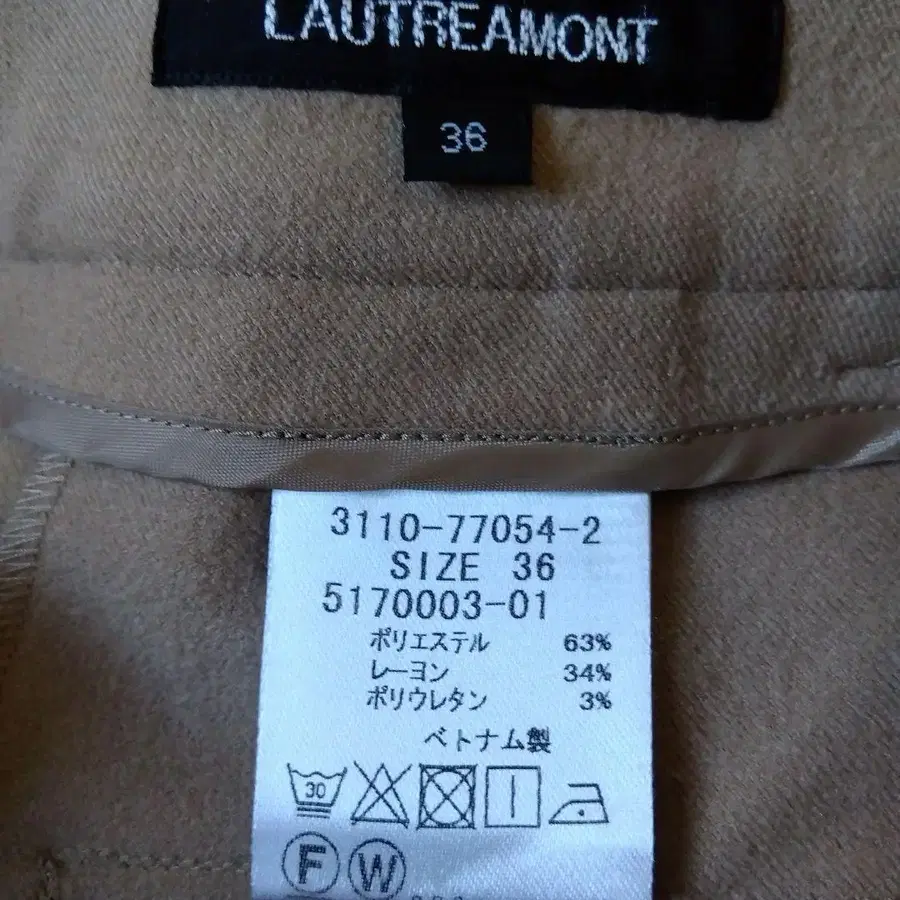 LAUTREAMONT
36
3110-77054-2
SIZE 36
5170003-01
ポリエステル 63%
レーヨン 34%
ポリウレタン 3%
ベトナム製
30
F W